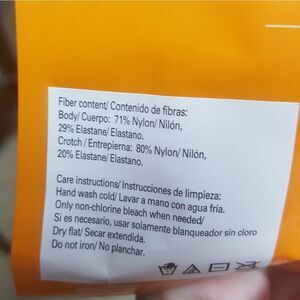 Fiber content/ Contenido de fibras:
Body/ Cuerpo: 71% Nylon/ Nilón,
29% Elastane/ Elastano.
Crotch / Entrepierna: 80% Nylon/ Nilón,
20% Elastane/ Elastano.
Care instructions/ Instrucciones de limpieza:
Hand wash cold/ Lavar a mano con agua fría.
Only non-chlorine bleach when needed/
Si es necesario, usar solamente blanqueador sin cloro
Dry flat/ Secar extendida.
Do not iron/ No planchar.